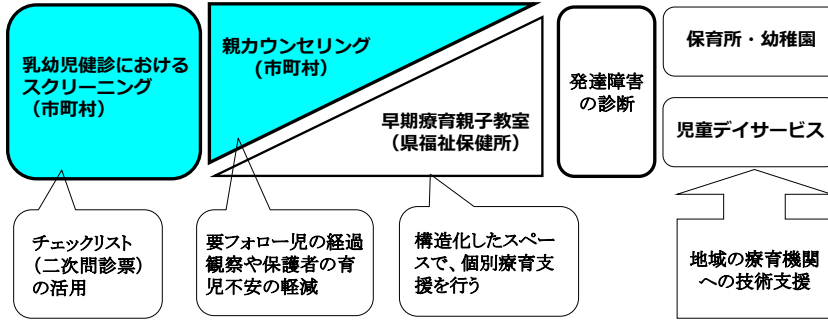 乳幼児健診における
スクリーニング
（市町村）
親カウンセリング
(市町村）
早期療育親子教室
（県福祉保健所）
発達障害
の診断
保育所・幼稚園
児童デイサービス
チェックリスト
（二次問診票）
の活用
要フォロー児の経過
観察や保護者の育
児不安の軽減
構造化したスペー
スで、個別療育支
援を行う
地域の療育機関
への技術支援